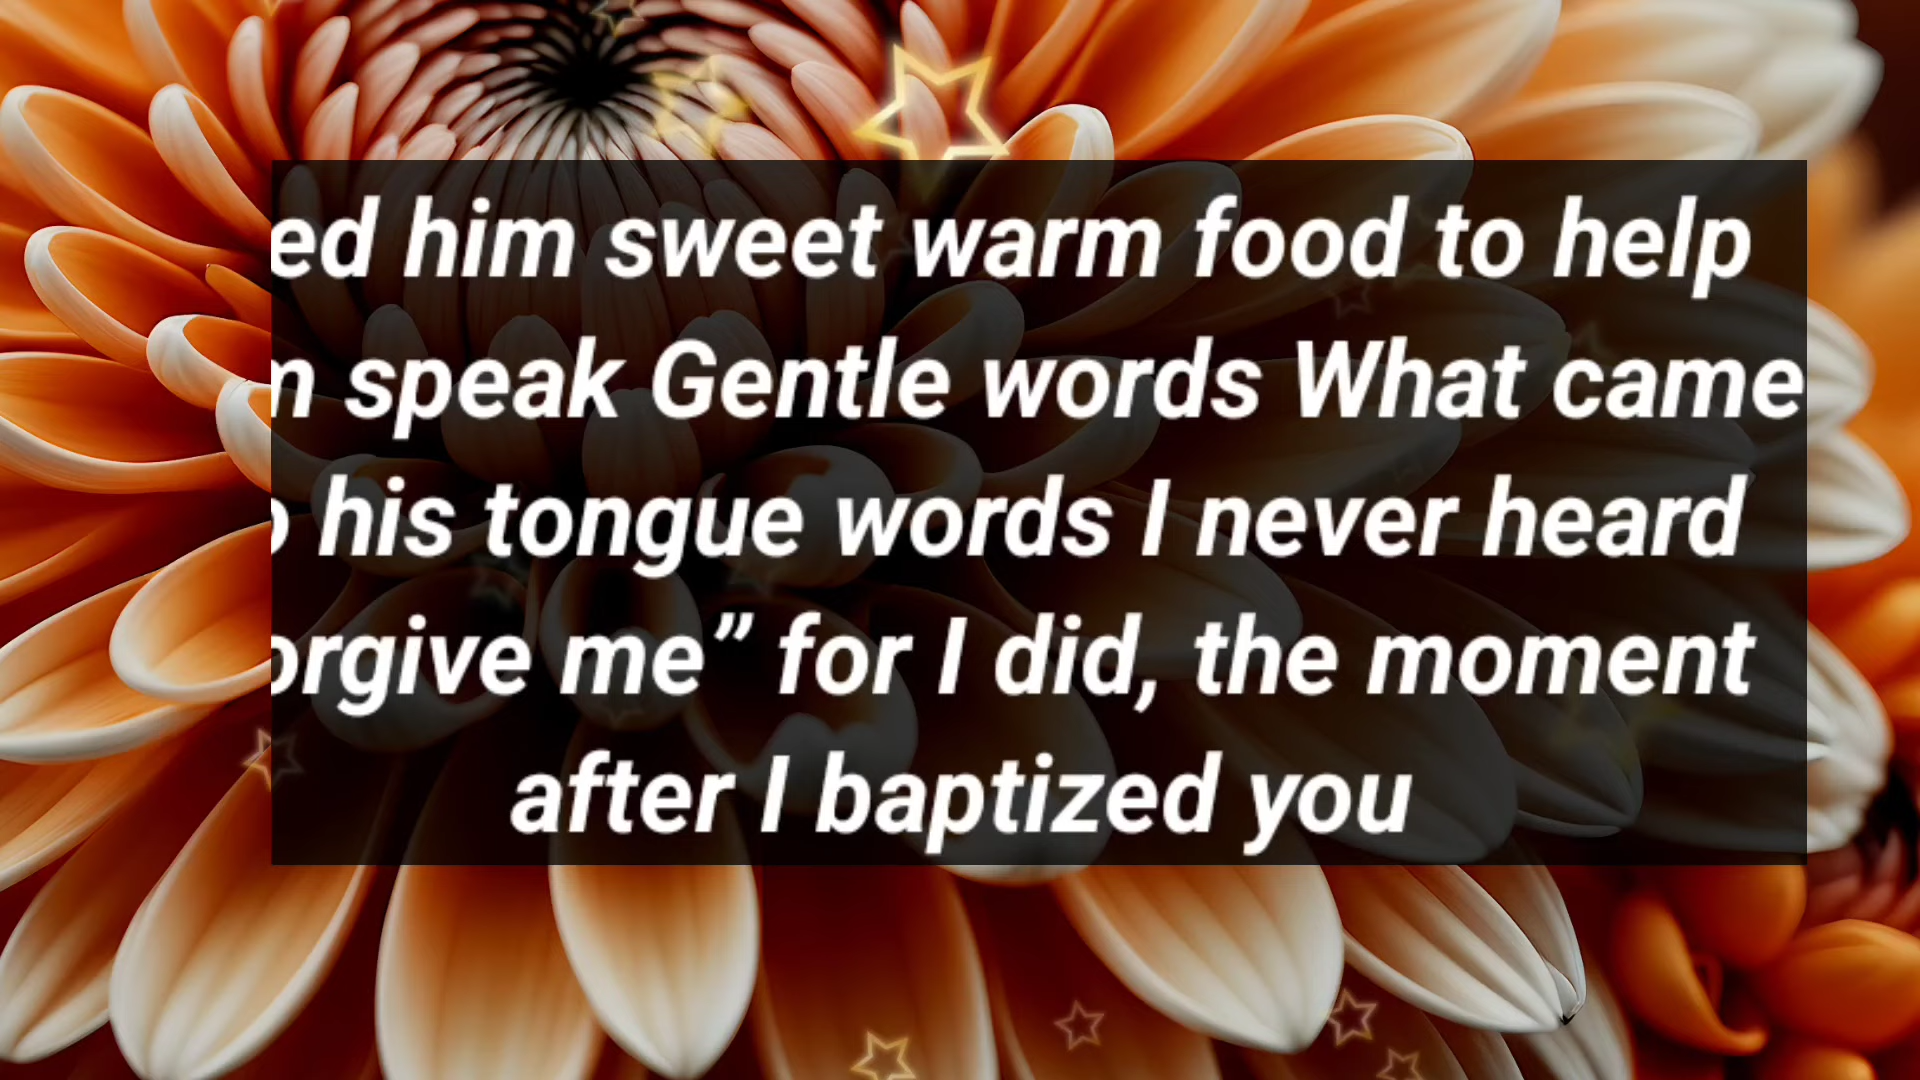 ed him sweet warm food to help
m speak Gentle words What came
o his tongue words I never heard
orgive me” for I did, the moment
after I baptized you